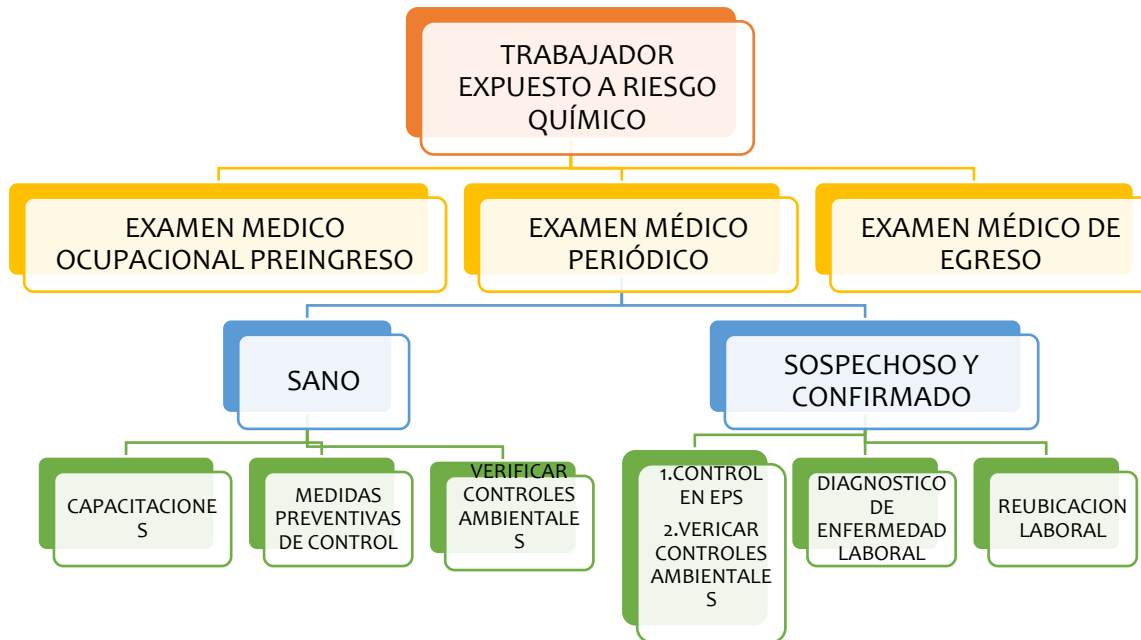 TRABAJADOR
EXPUESTO A RIESGO
QUÍMICO
EXAMEN MEDICO
OCUPACIONAL PREINGRESO
EXAMEN MÉDICO
PERIÓDICO
EXAMEN MÉDICO DE
EGRESO
SANO
SOSPECHOSO Y
CONFIRMADO
CAPACITACIONE
S
MEDIDAS
PREVENTIVAS
DE CONTROL
VERIFICAR
CONTROLES
AMBIENTALE
S
1.CONTROL
EN EPS
2.VERICAR
CONTROLES
AMBIENTALE
S
DIAGNOSTICO
DE
ENFERMEDAD
LABORAL
REUBICACION
LABORAL